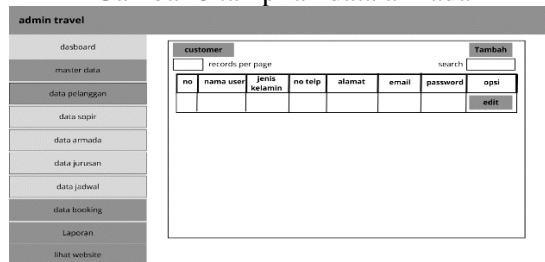 admin travel
dasboard
master data
data pelanggan
data sopir
data armada
data jurusan
data jadwal
data booking
Laporan
lihat website
customer
Tambah
records per page
search
no
nama user
jenis kelamin
no telp
alamat
email
password
opsi
edit